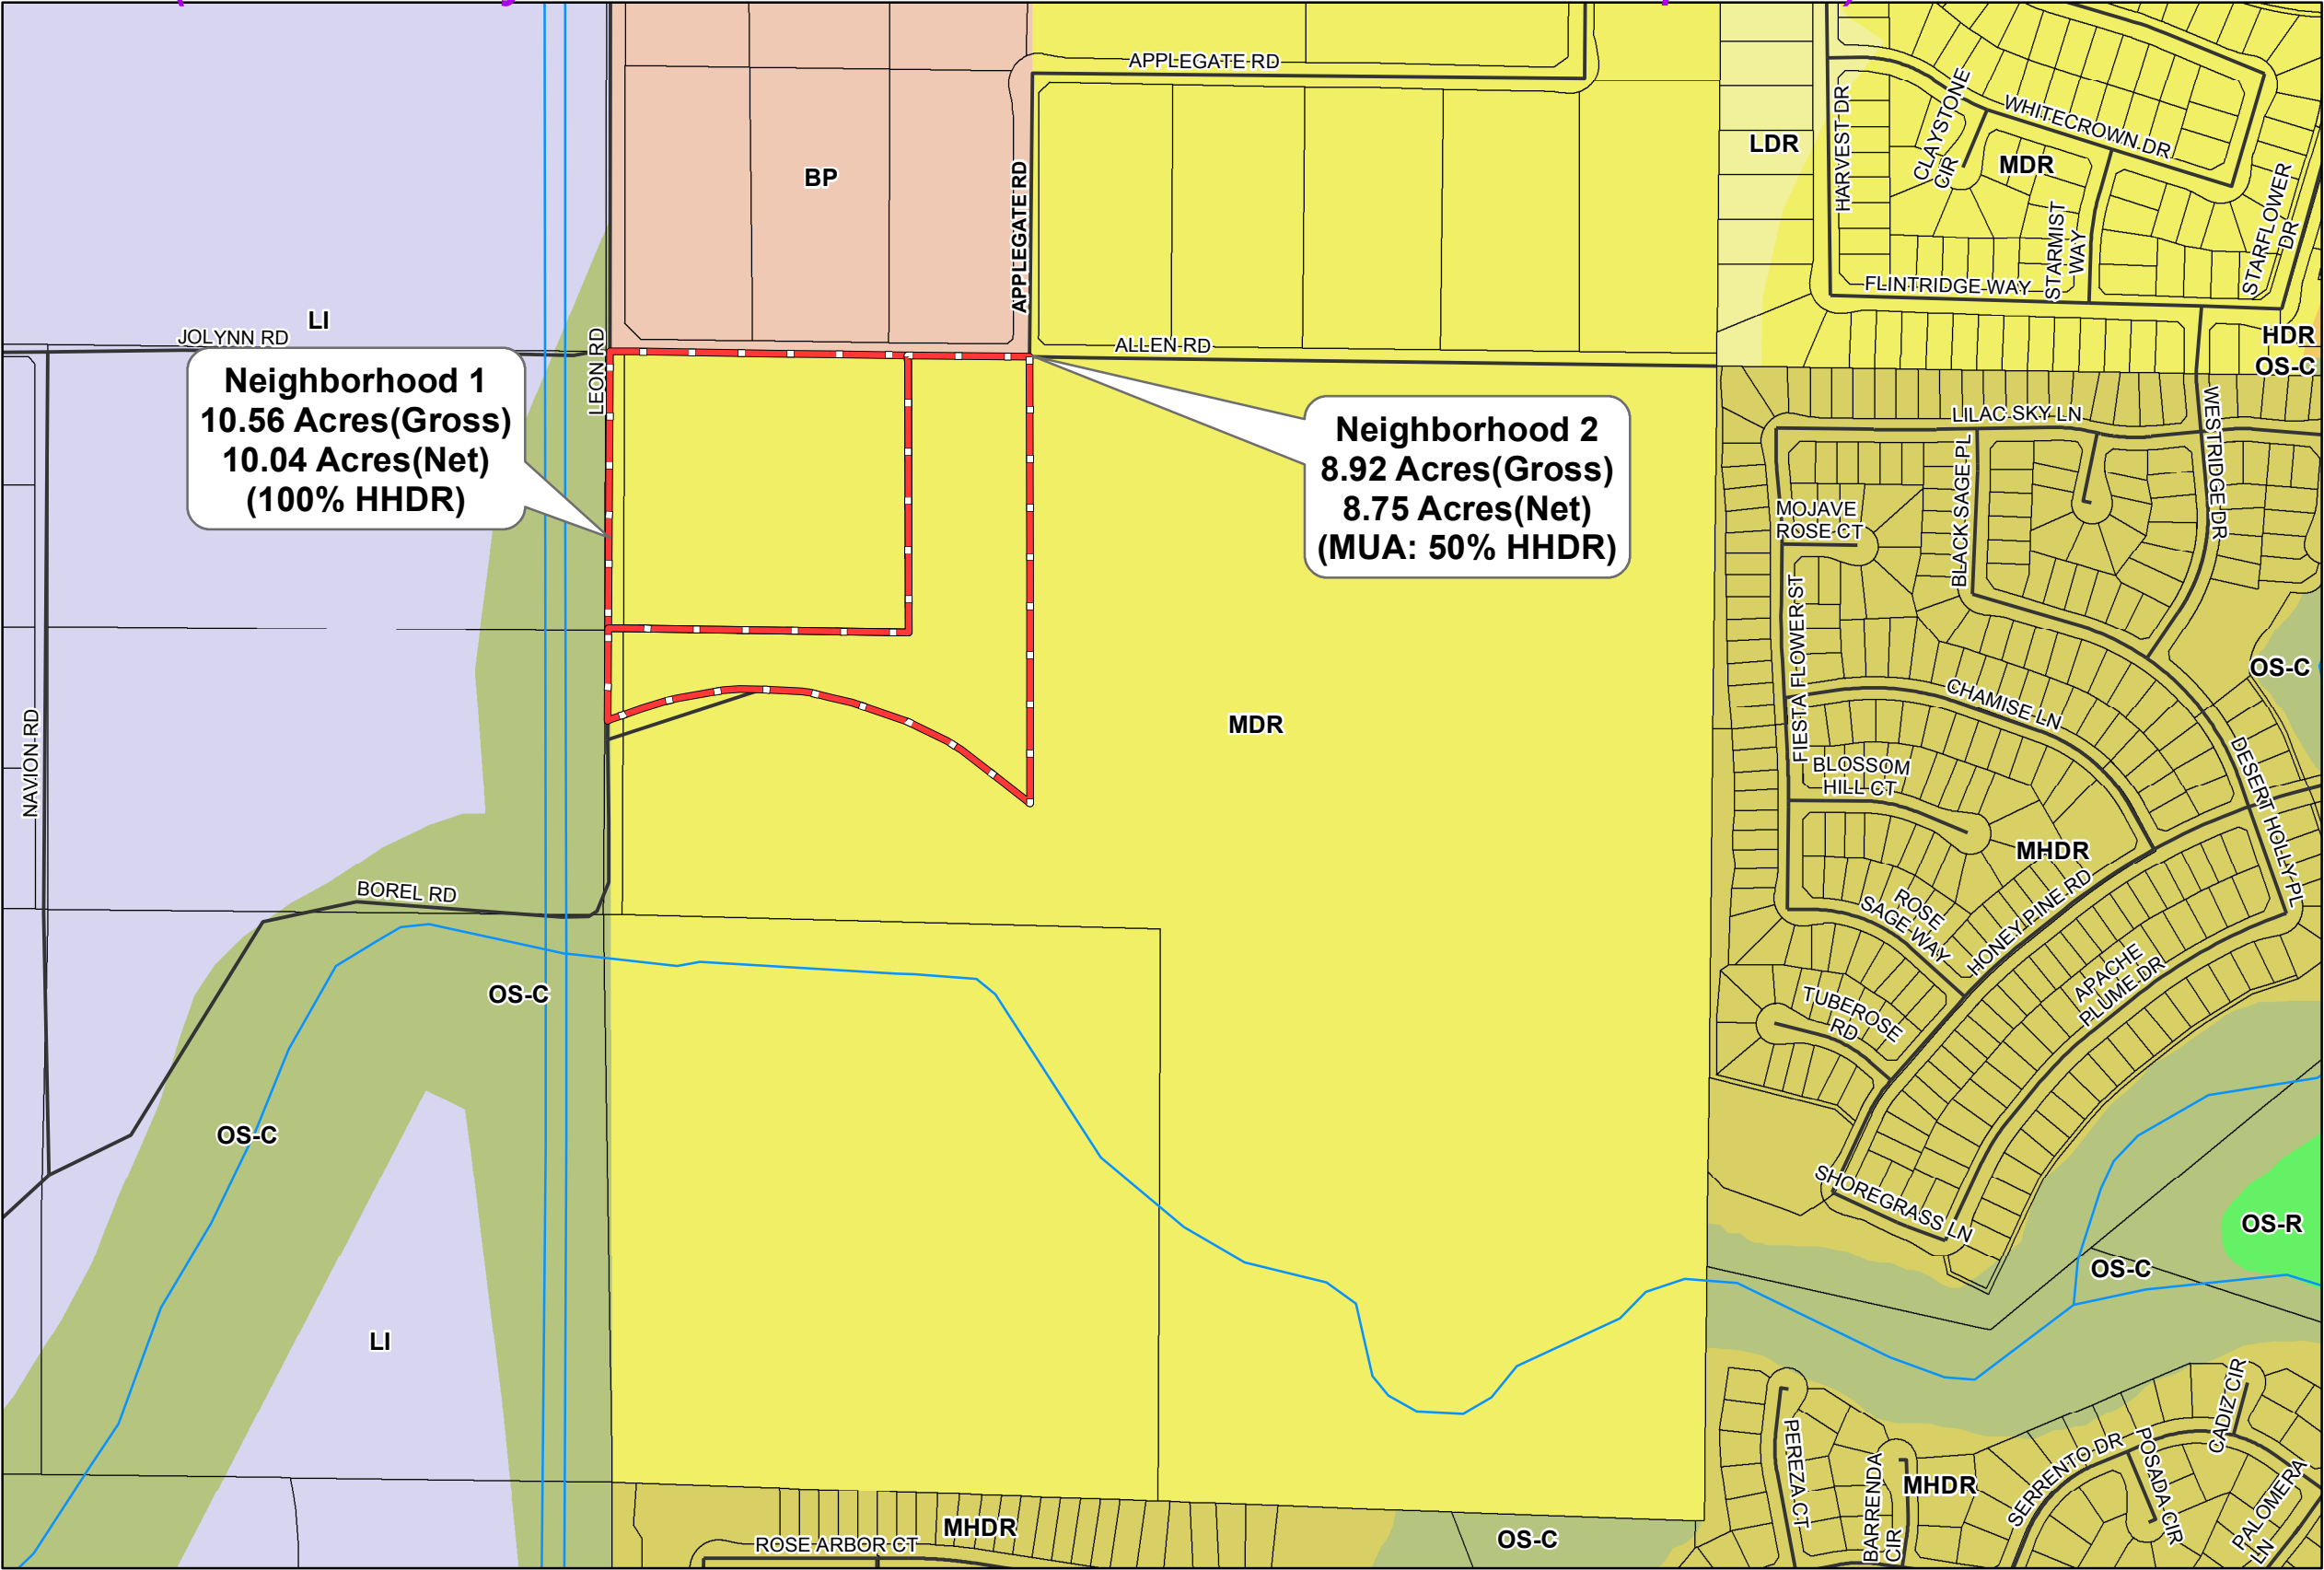 APPLEGATE RD
WHITECROWN DR
CLAYSTONE
CIR
HARVEST DR
LDR
MDR
BP
APPLEGATE RD
STARFLOWER
DR
STARMIST
WAY
FLINTRIDGE WAY
LI
JOLYNN RD
LEON RD
ALLEN RD
HDR
OS-C
Neighborhood 1
10.56 Acres(Gross)
10.04 Acres(Net)
(100% HHDR)
Neighborhood 2
8.92 Acres(Gross)
8.75 Acres(Net)
(MUA: 50% HHDR)
LILAC SKY LN
WESTRIDGE DR
BLACK SAGE PL
MOJAVE
ROSE CT
FIESTA FLOWER ST
OS-C
CHAMISE LN
MDR
NAVION RD
BLOSSOM
HILL CT
DESERT HOLLY PL
MHDR
BOREL RD
ROSE
SAGE WAY
HONEY PINE RD
APACHE
PLUME DR
OS-C
TUBEROSE
RD
OS-C
SHOREGRASS LN
OS-R
OS-C
LI
PEREZA CT
BARRENDA
CIR
MHDR
SERRENTO DR
POSADA CIR
CADIZ CIR
PALOMERA
LN
MHDR
ROSE ARBOR CT
OS-C